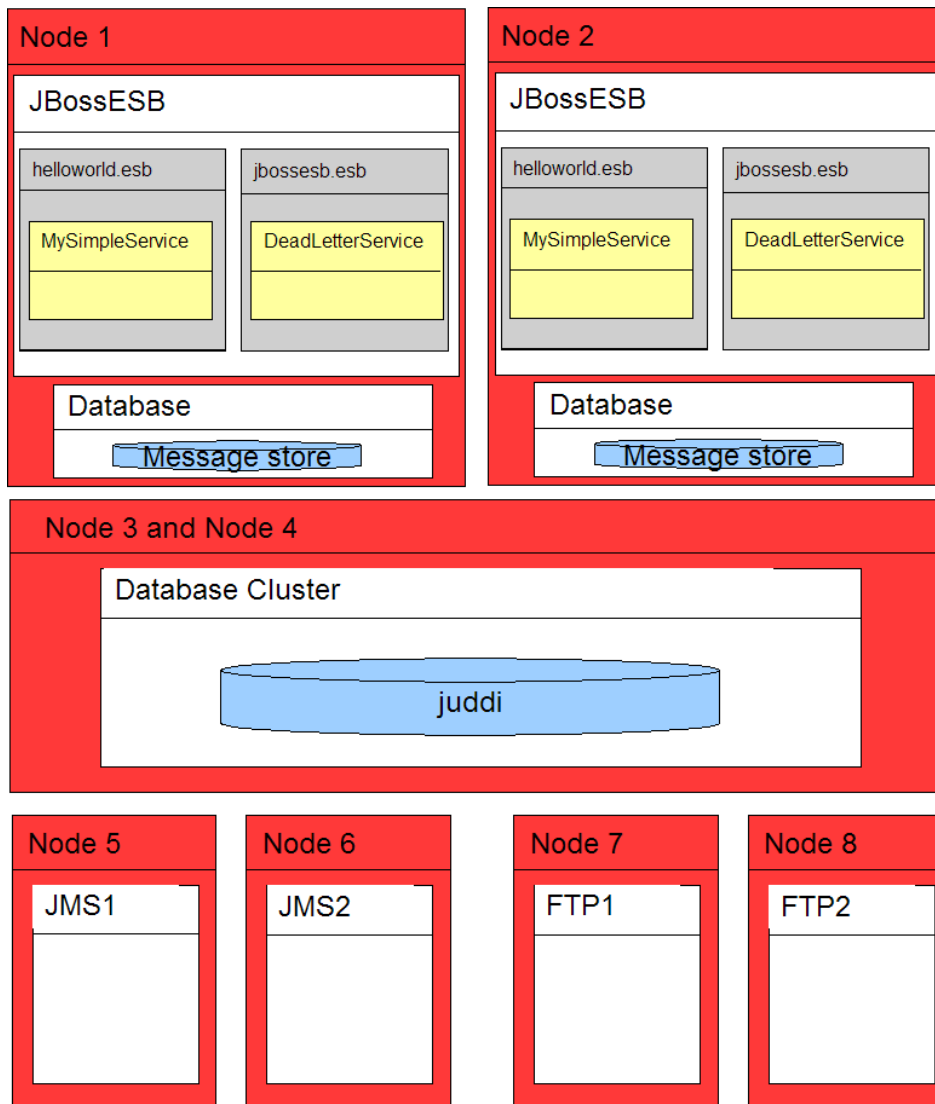 Node 1
JBossESB
helloworld.esb
jbossesb.esb
MySimpleService
DeadLetterService
Database
Message store
Node 2
JBossESB
helloworld.esb
jbossesb.esb
MySimpleService
DeadLetterService
Database
Message store
Node 3 and Node 4
Database Cluster
juddi
Node 5
JMS1
Node 6
JMS2
Node 7
FTP1
Node 8
FTP2